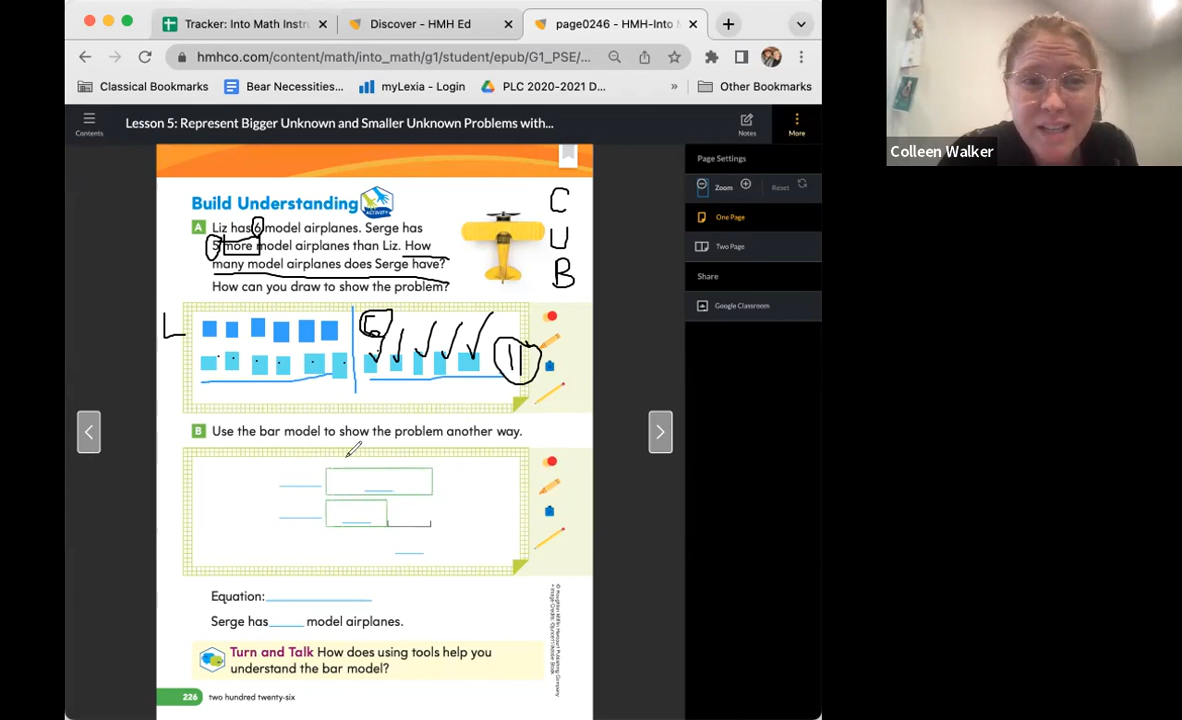 Tracker: Into Math Instr
Discover - HMH Ed
page0246 - HMH-Into M
hmhco.com/content/math/into_math/g1/student/epub/G1_PSE/...
Classical Bookmarks
Bear Necessities...
myLexia - Login
PLC 2020-2021 D...
»
Other Bookmarks
Contents
Lesson 5: Represent Bigger Unknown and Smaller Unknown Problems with...
Notes
More
Page Settings
Zoom
Reset
One Page
Two Page
Share
Google Classroom
Colleen Walker
Build Understanding
ACTIVITY
A Liz has 6 model airplanes. Serge has
5 more model airplanes than Liz. How
many model airplanes does Serge have?
How can you draw to show the problem?
C
U
B
L
11
B Use the bar model to show the problem another way.
Equation:
Serge has model airplanes.
Turn and Talk How does using tools help you
understand the bar model?
226 two hundred twenty-six